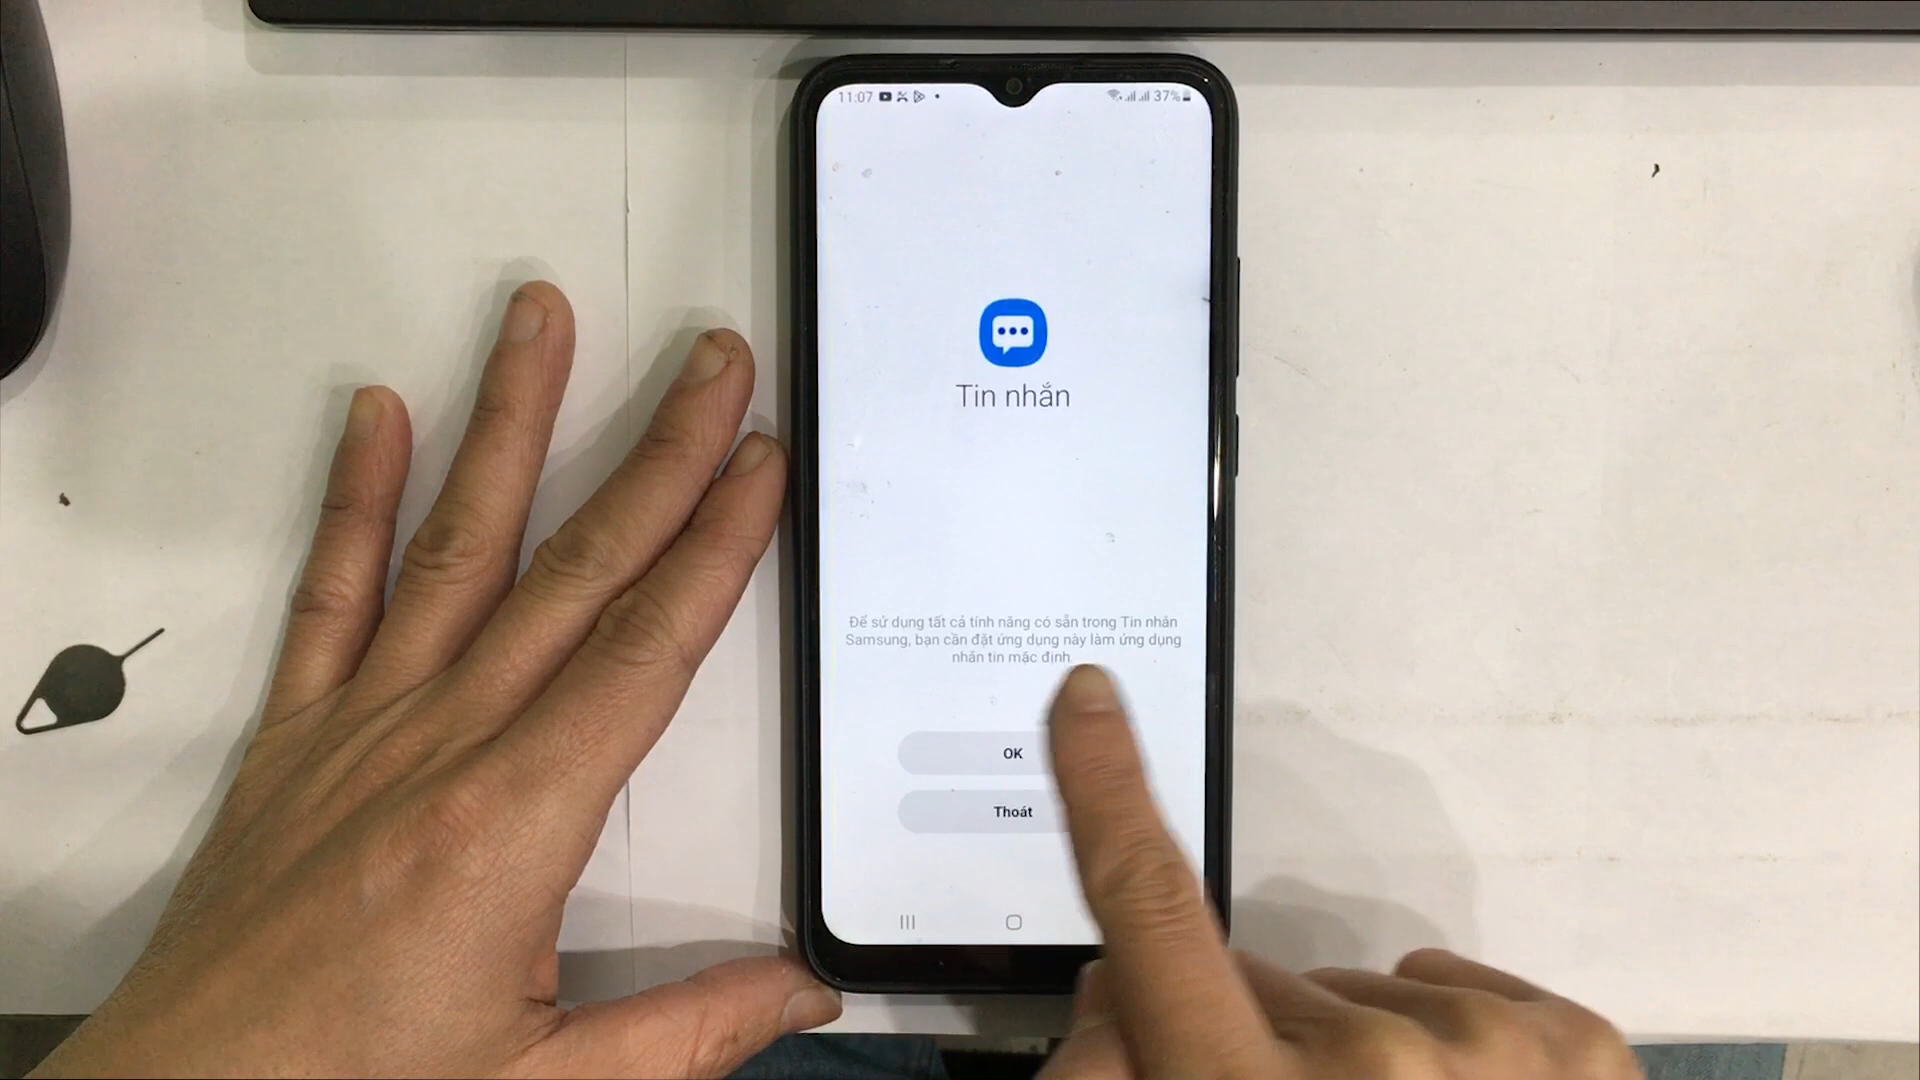 11:07
37%
Tin nhắn
Để sử dụng tất cả tính năng có sẵn trong Tin nhắn
Samsung, bạn cần đặt ứng dụng này làm ứng dụng
nhắn tin mặc định.
OK
Thoát